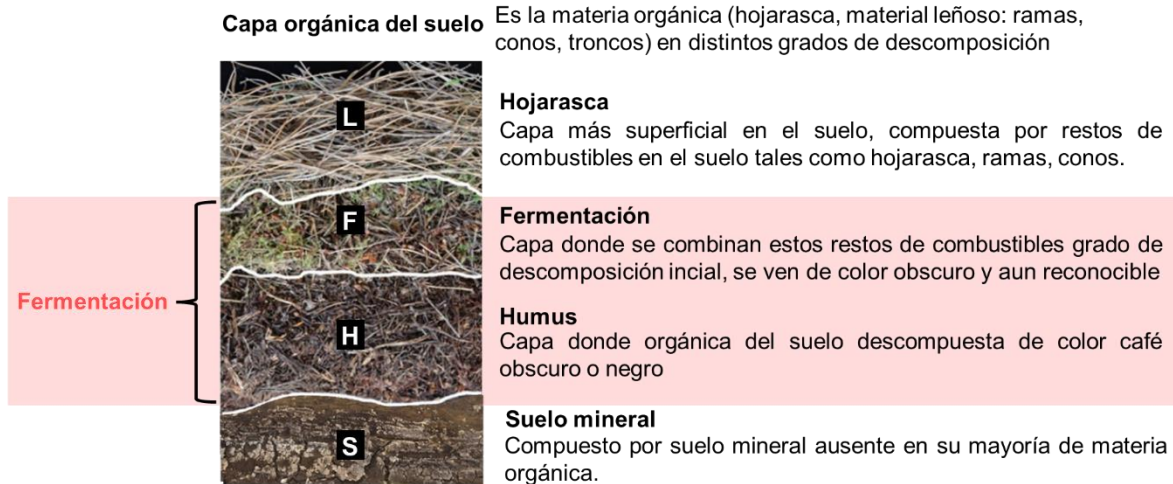 Capa orgánica del suelo
Es la materia orgánica (hojarasca, material leñoso: ramas,
conos, troncos) en distintos grados de descomposición
L
Hojarasca
Capa más superficial en el suelo, compuesta por restos de
combustibles en el suelo tales como hojarasca, ramas, conos.
Fermentación
F
Fermentación
Capa donde se combinan estos restos de combustibles grado de
descomposición incial, se ven de color obscuro y aun reconocible
H
Humus
Capa donde orgánica del suelo descompuesta de color café
obscuro o negro
S
Suelo mineral
Compuesto por suelo mineral ausente en su mayoría de materia
orgánica.